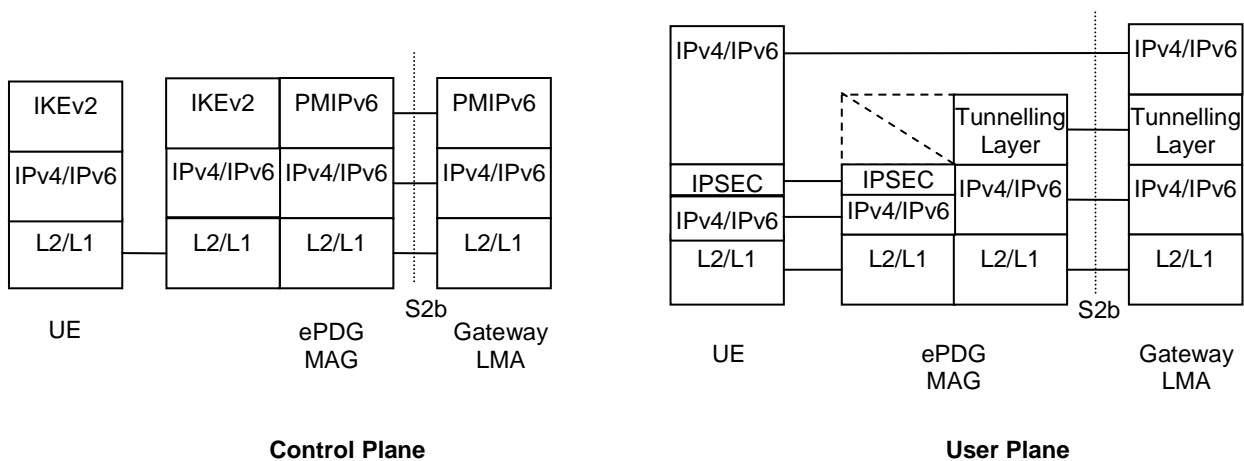 IKEv2
IKEv2
PMIPv6
PMIPv6
IPv4/IPv6
IPv4/IPv6
IPv4/IPv6
IPv4/IPv6
L2/L1
L2/L1
L2/L1
L2/L1
S2b
UE
ePDG
MAG
Gateway
LMA
Control Plane
IPv4/IPv6
IPv4/IPv6
Tunnelling
Layer
Tunnelling
Layer
IPSEC
IPSEC
IPv4/IPv6
IPv4/IPv6
IPv4/IPv6
IPv4/IPv6
L2/L1
L2/L1
L2/L1
L2/L1
S2b
UE
ePDG
MAG
Gateway
LMA
User Plane